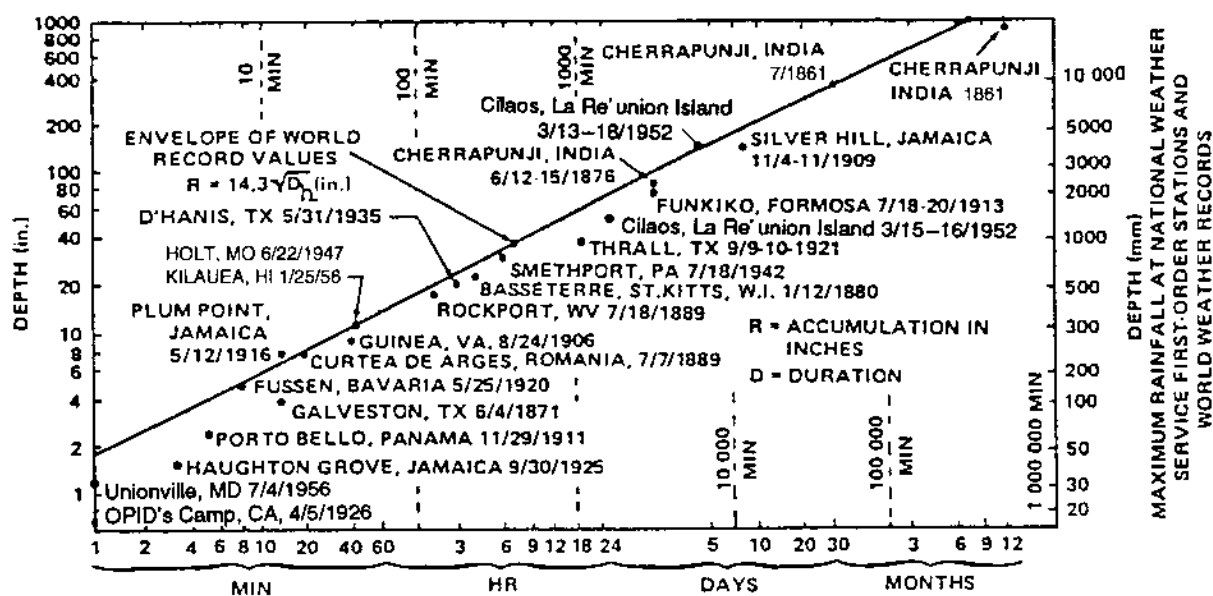 1000
800
600
400
200
100
80
60
40
20
10
8
6
4
2
1
DEPTH (in.)
10
MIN
100
MIN
1000
MIN
CHERRAPUNJI, INDIA
7/1861
CHERRAPUNJI
INDIA 1861
Cilaos, La Re'union Island
3/13–18/1952
ENVELOPE OF WORLD
RECORD VALUES
R = 14.3√D (in.)
CHERRAPUNJI, INDIA
6/12-15/1876
SILVER HILL, JAMAICA
11/4-11/1909
D'HANIS, TX 5/31/1935
FUNKIKO, FORMOSA 7/18-20/1913
Cilaos, La Re'union Island 3/15–16/1952
THRALL, TX 9/9-10-1921
HOLT, MO 6/22/1947
KILAUEA, HI 1/25/56
SMETHPORT, PA 7/18/1942
BASSETERRE, ST.KITTS, W.I. 1/12/1880
ROCKPORT, WV 7/18/1889
PLUM POINT,
JAMAICA
5/12/1916
GUINEA, VA. 8/24/1906
CURTEA DE ARGES, ROMANIA, 7/7/1889
R = ACCUMULATION IN
INCHES
D = DURATION
FUSSEN, BAVARIA 5/25/1920
GALVESTON, TX 6/4/1871
PORTO BELLO, PANAMA 11/29/1911
HAUGHTON GROVE, JAMAICA 9/30/1925
Unionville, MD 7/4/1956
OPID's Camp, CA, 4/5/1926
10 000
MIN
100 000
MIN
1 000 000 MIN
10 000
5000
3000
2000
1000
500
300
200
100
50
30
20
DEPTH (mm)
MAXIMUM RAINFALL AT NATIONAL WEATHER
SERVICE FIRST-ORDER STATIONS AND
WORLD WEATHER RECORDS
1 2 4 6 8 10 20 40 60 3 6 9 12 18 24 5 10 20 30 3 6 9 12
MIN HR DAYS MONTHS